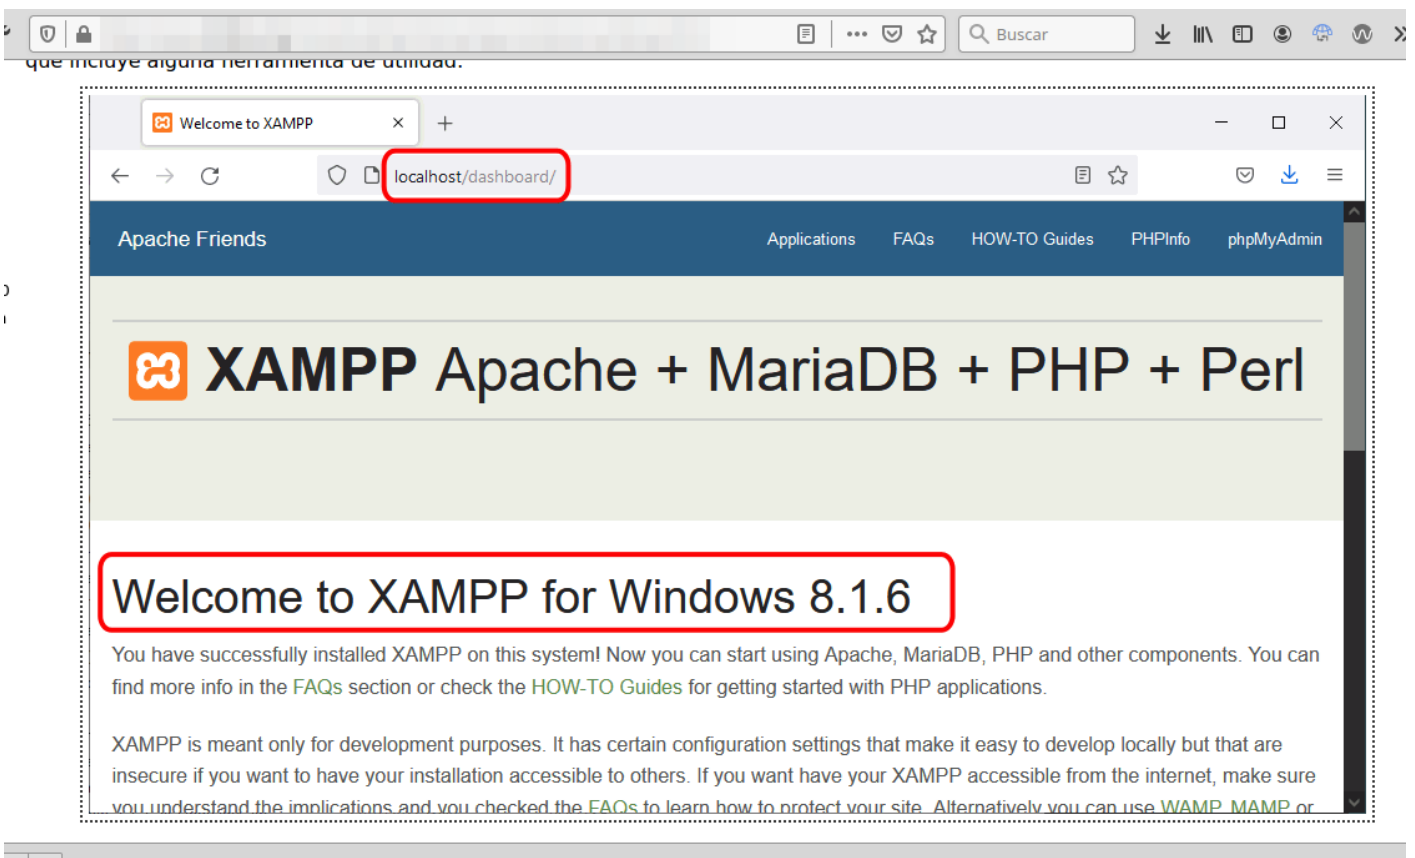 Buscar
que incluye alguna herramienta de utilidad:
Welcome to XAMPP
localhost/dashboard/
Apache Friends
Applications FAQs HOW-TO Guides PHPInfo phpMyAdmin
XAMPP Apache + MariaDB + PHP + Perl
Welcome to XAMPP for Windows 8.1.6
You have successfully installed XAMPP on this system! Now you can start using Apache, MariaDB, PHP and other components. You can
find more info in the FAQs section or check the HOW-TO Guides for getting started with PHP applications.
XAMPP is meant only for development purposes. It has certain configuration settings that make it easy to develop locally but that are
insecure if you want to have your installation accessible to others. If you want have your XAMPP accessible from the internet, make sure
you understand the implications and you checked the FAQs to learn how to protect your site. Alternatively you can use WAMP, MAMP or